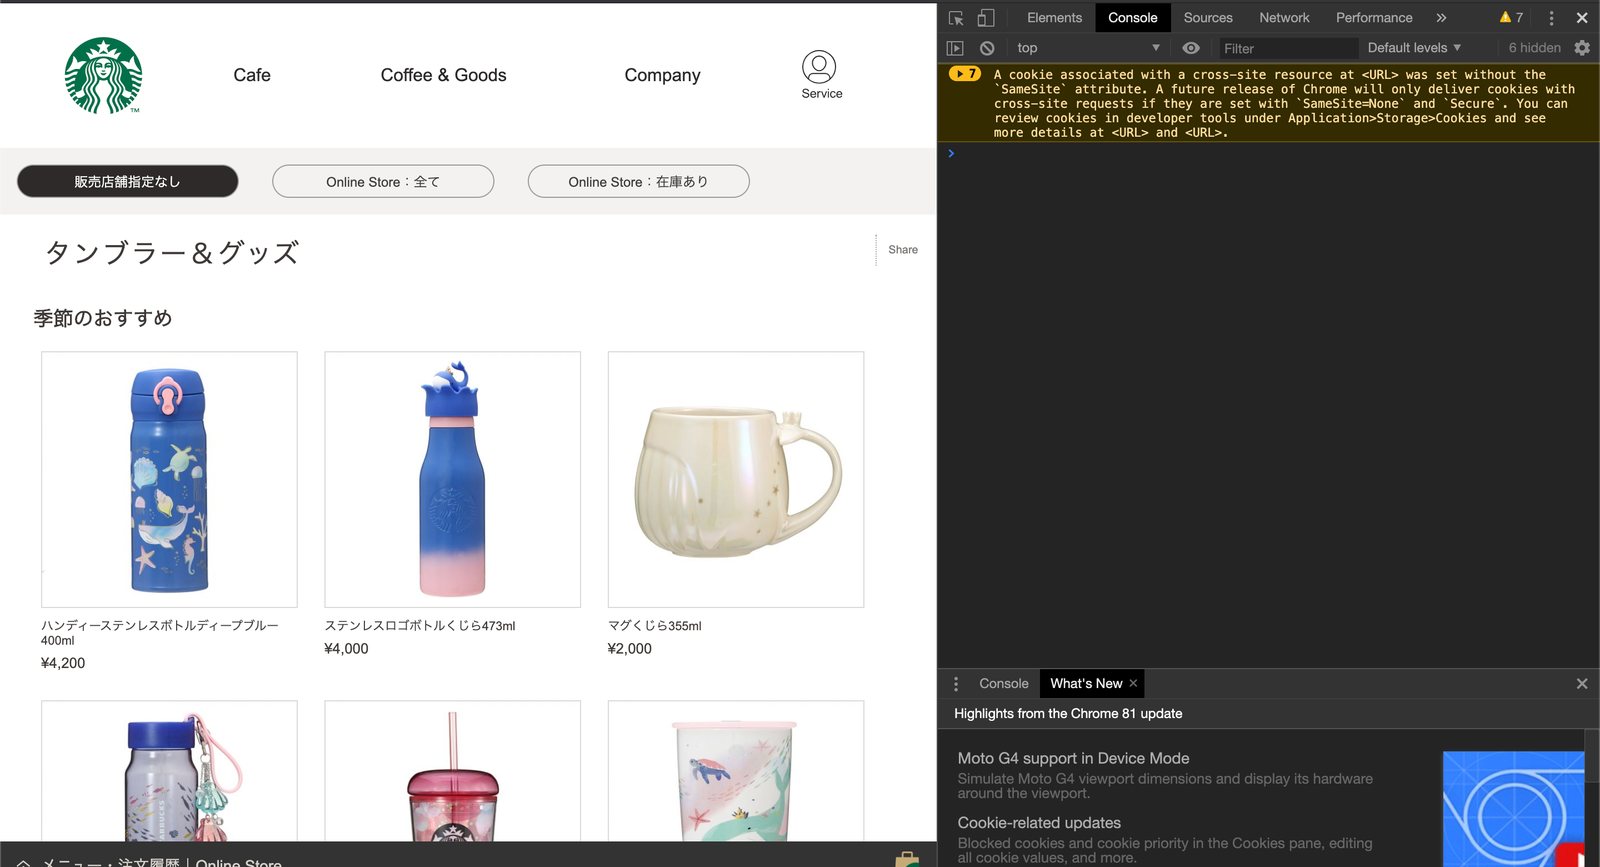 Cafe
Coffee & Goods
Company
Service
販売店舗指定なし
Online Store：全て
Online Store：在庫あり
タンブラー＆グッズ
Share
季節のおすすめ
ハンディーステンレスボトルディープブルー
400ml
¥4,200
ステンレスロゴボトルくじら473ml
¥4,000
マグくじら355ml
¥2,000
メニュー・注文履歴｜Online Store
Elements
Console
Sources
Network
Performance
7
top
Filter
Default levels
6 hidden
7
A cookie associated with a cross-site resource at <URL> was set without the
`SameSite` attribute. A future release of Chrome will only deliver cookies with
cross-site requests if they are set with `SameSite=None` and `Secure`. You can
review cookies in developer tools under Application>Storage>Cookies and see
more details at <URL> and <URL>.
Console
What's New
Highlights from the Chrome 81 update
Moto G4 support in Device Mode
Simulate Moto G4 viewport dimensions and display its hardware
around the viewport.
Cookie-related updates
Blocked cookies and cookie priority in the Cookies pane, editing
all cookie values, and more.